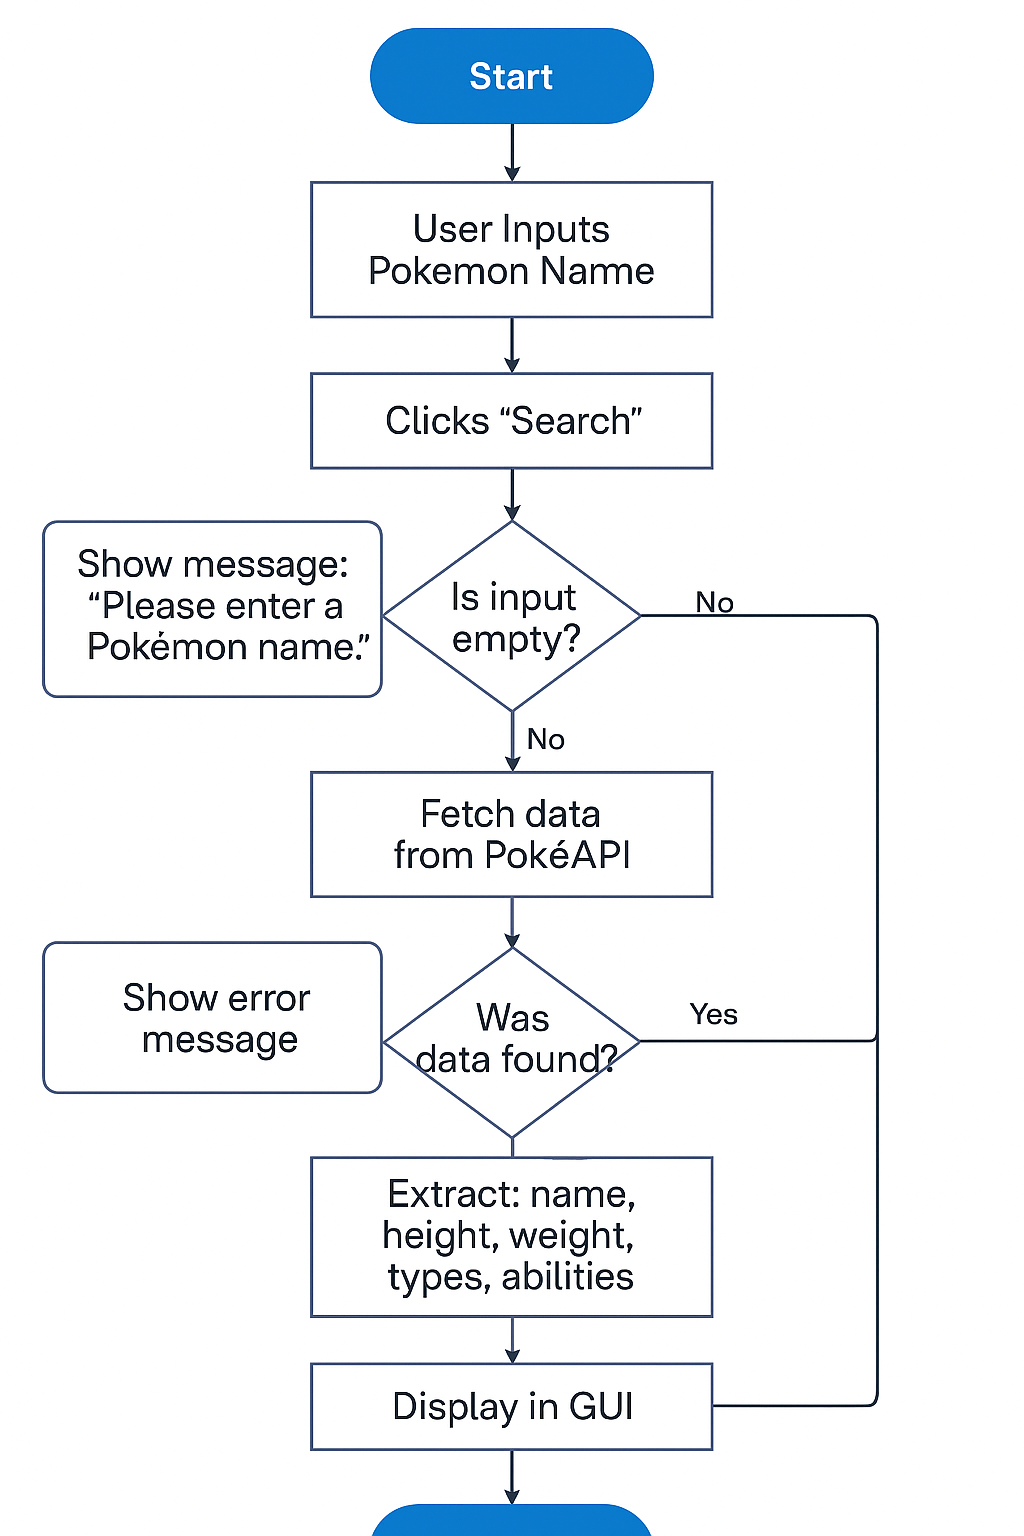 Start
User Inputs
Pokemon Name
Clicks “Search”
Show message:
“Please enter a
Pokémon name.”
Is input
empty?
No
No
Fetch data
from PokéAPI
Show error
message
Was
data found?
Yes
Extract: name,
height, weight,
types, abilities
Display in GUI